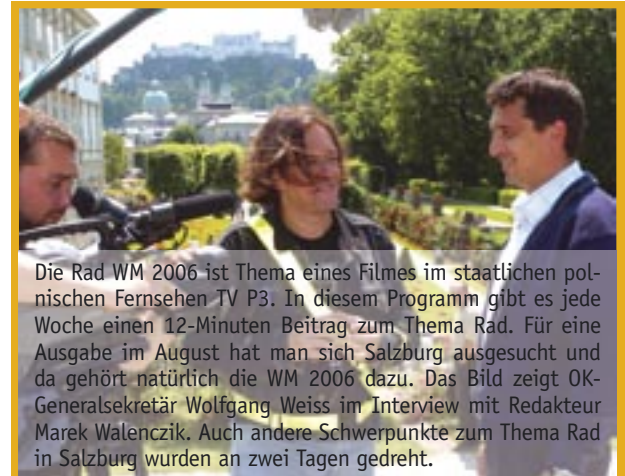 Die Rad WM 2006 ist Thema eines Filmes im staatlichen pol-
nischen Fernsehen TV P3. In diesem Programm gibt es jede
Woche einen 12-Minuten Beitrag zum Thema Rad. Für eine
Ausgabe im August hat man sich Salzburg ausgesucht und
da gehört natürlich die WM 2006 dazu. Das Bild zeigt OK-
Generalsekretär Wolfgang Weiss im Interview mit Redakteur
Marek Walenczik. Auch andere Schwerpunkte zum Thema Rad
in Salzburg wurden an zwei Tagen gedreht.